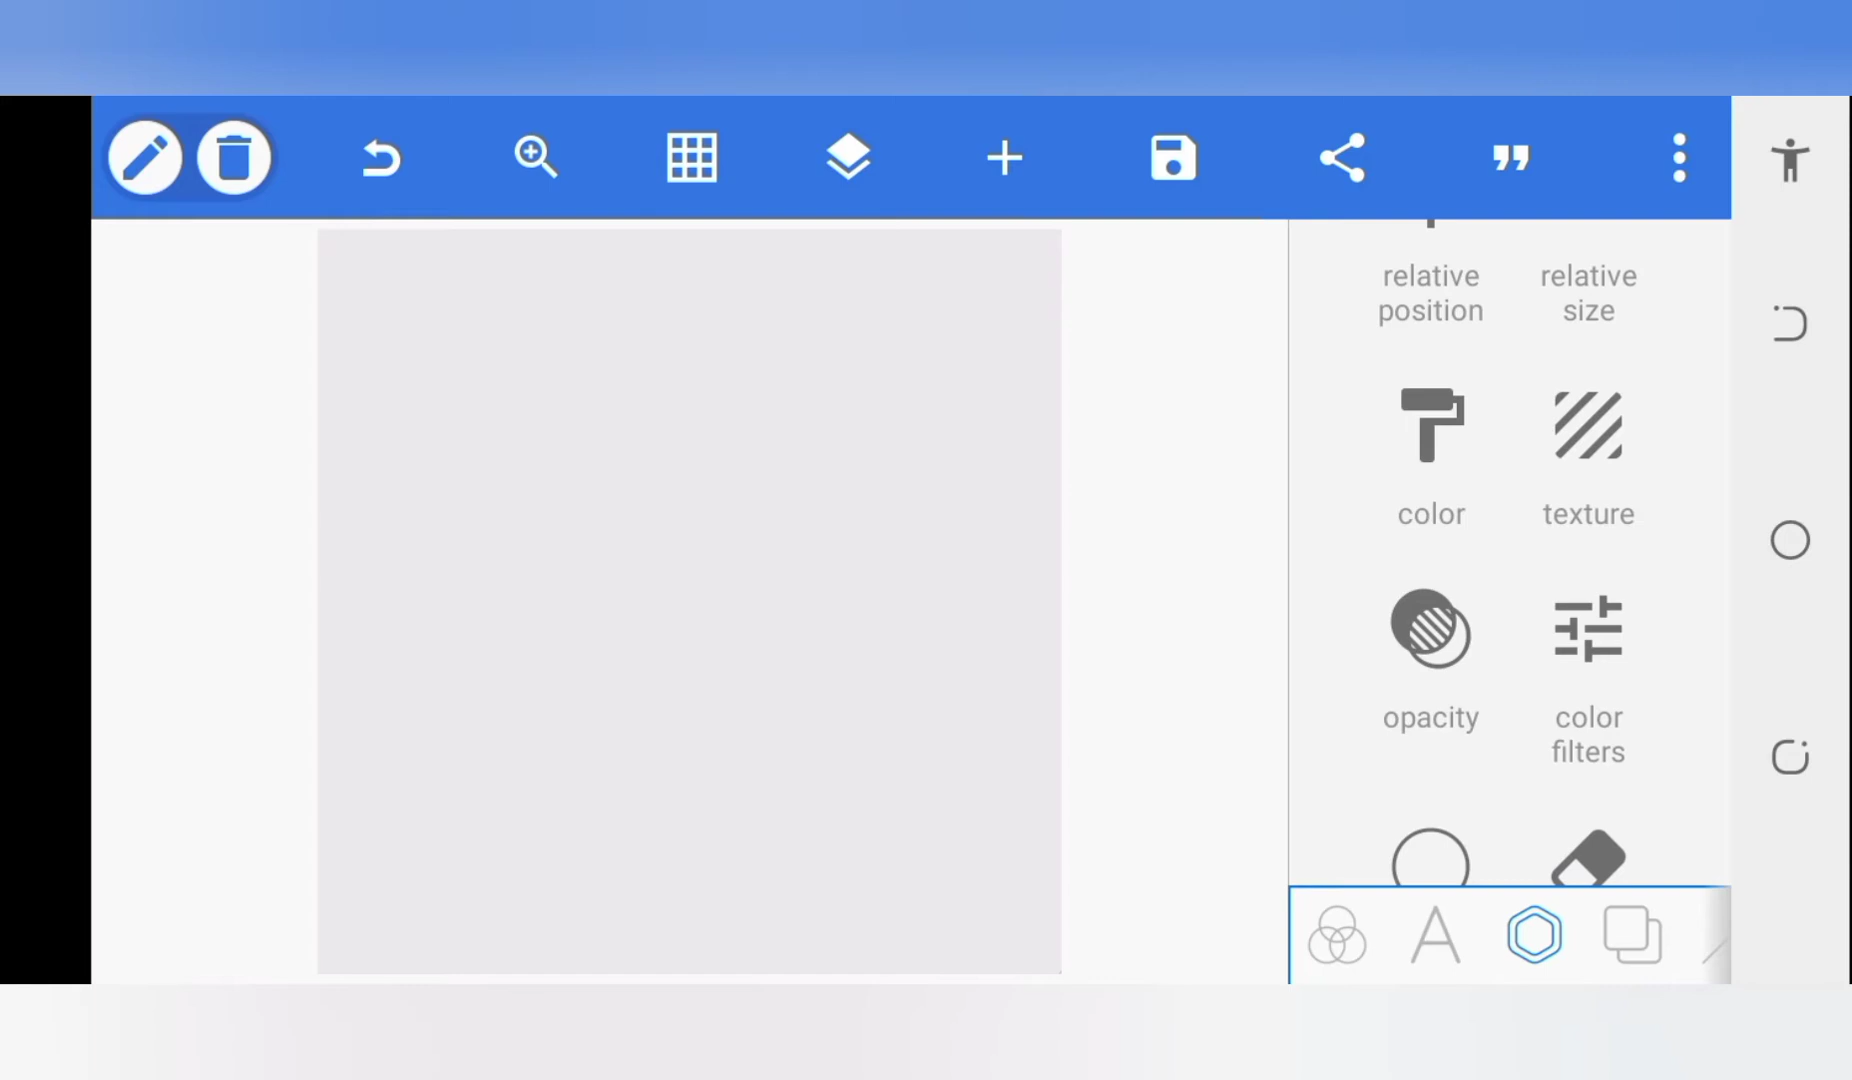 relative
position
relative
size
color
texture
opacity
color
filters